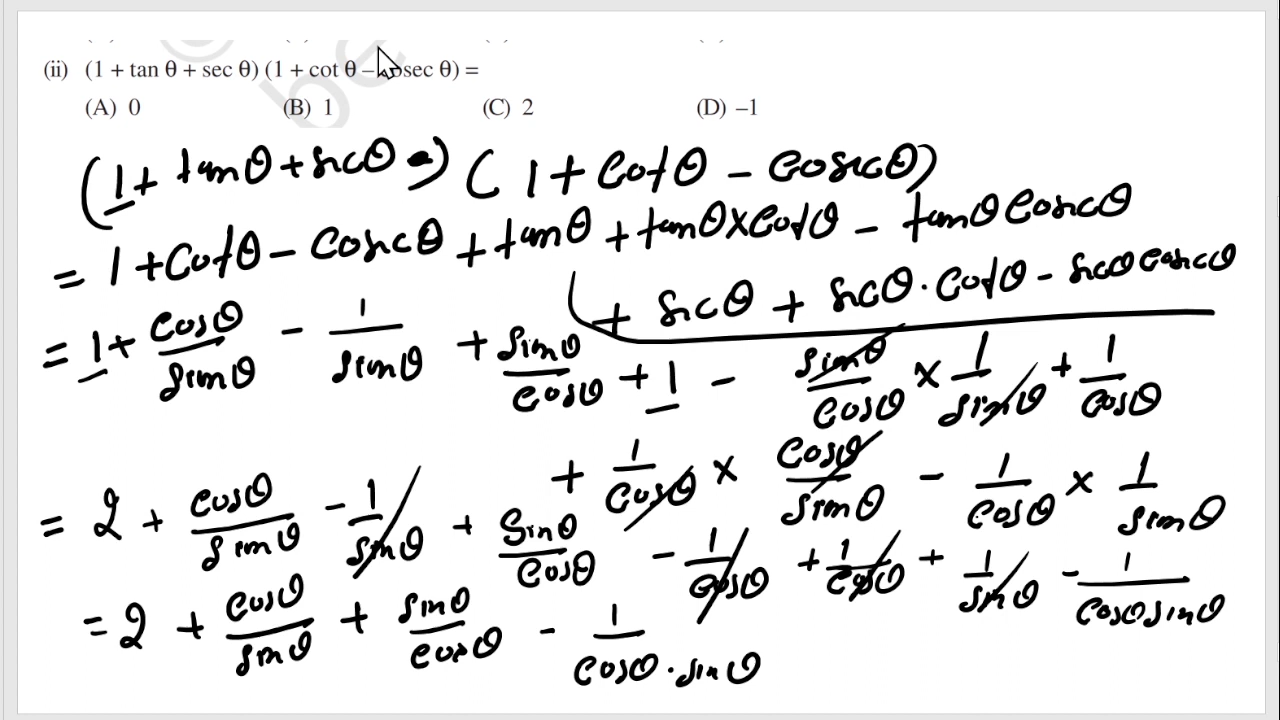 (ii) (1 + tan θ + sec θ) (1 + cot θ – cosec θ) =
(A) 0 (B) 1 (C) 2 (D) –1
(1 + tanθ + secθ) (1 + cotθ - cosecθ)
= 1 + cotθ - cosecθ + tanθ + tanθ × cotθ - tanθ cosecθ
+ secθ + secθ · cotθ - secθ cosecθ
= 1 + cosθ/sinθ - 1/sinθ + sinθ/cosθ + 1 - sinθ/cosθ × 1/sinθ + 1/cosθ
+ 1/cosθ × cosθ/sinθ - 1/cosθ × 1/sinθ
= 2 + cosθ/sinθ - 1/sinθ + sinθ/cosθ - 1/cosθ + 1/cosθ + 1/sinθ - 1/cosθ sinθ
= 2 + cosθ/sinθ + sinθ/cosθ - 1/cosθ · sinθ